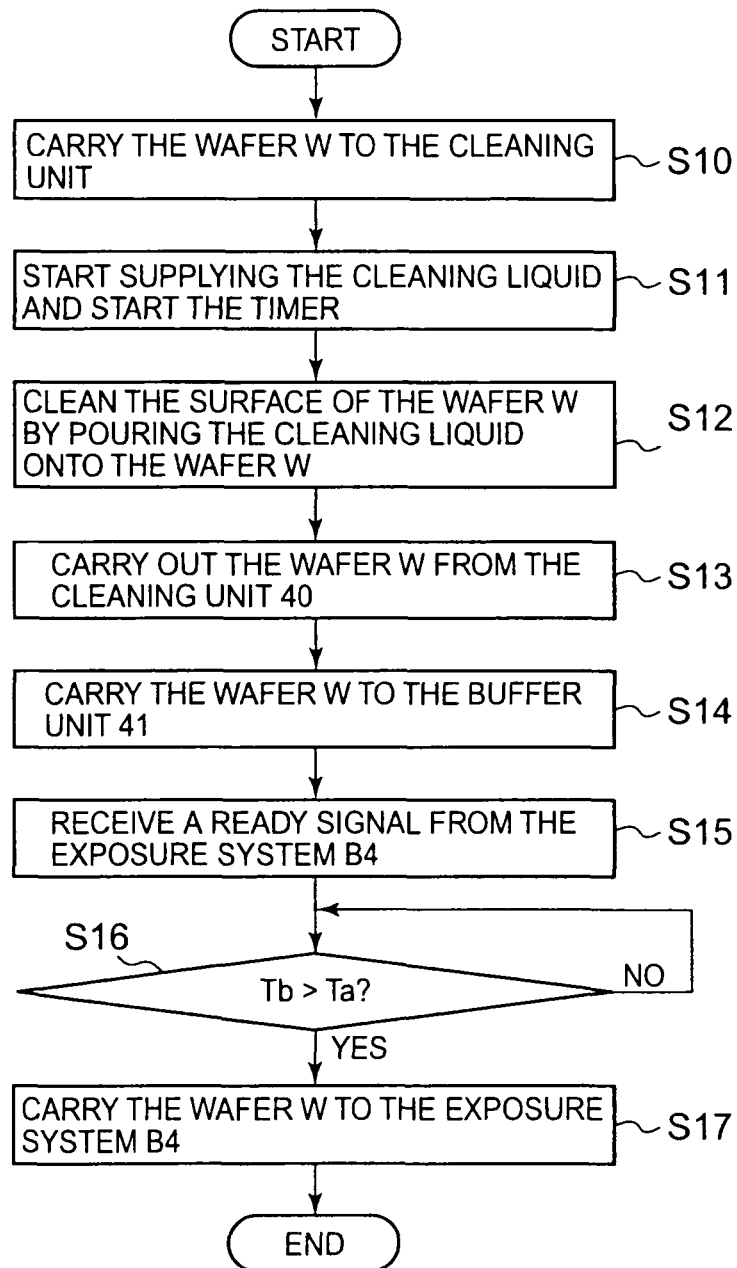 START
CARRY THE WAFER W TO THE CLEANING
UNIT
S10
START SUPPLYING THE CLEANING LIQUID
AND START THE TIMER
S11
CLEAN THE SURFACE OF THE WAFER W
BY POURING THE CLEANING LIQUID
ONTO THE WAFER W
S12
CARRY OUT THE WAFER W FROM THE
CLEANING UNIT 40
S13
CARRY THE WAFER W TO THE BUFFER
UNIT 41
S14
RECEIVE A READY SIGNAL FROM THE
EXPOSURE SYSTEM B4
S15
S16
Tb > Ta?
NO
YES
CARRY THE WAFER W TO THE EXPOSURE
SYSTEM B4
S17
END